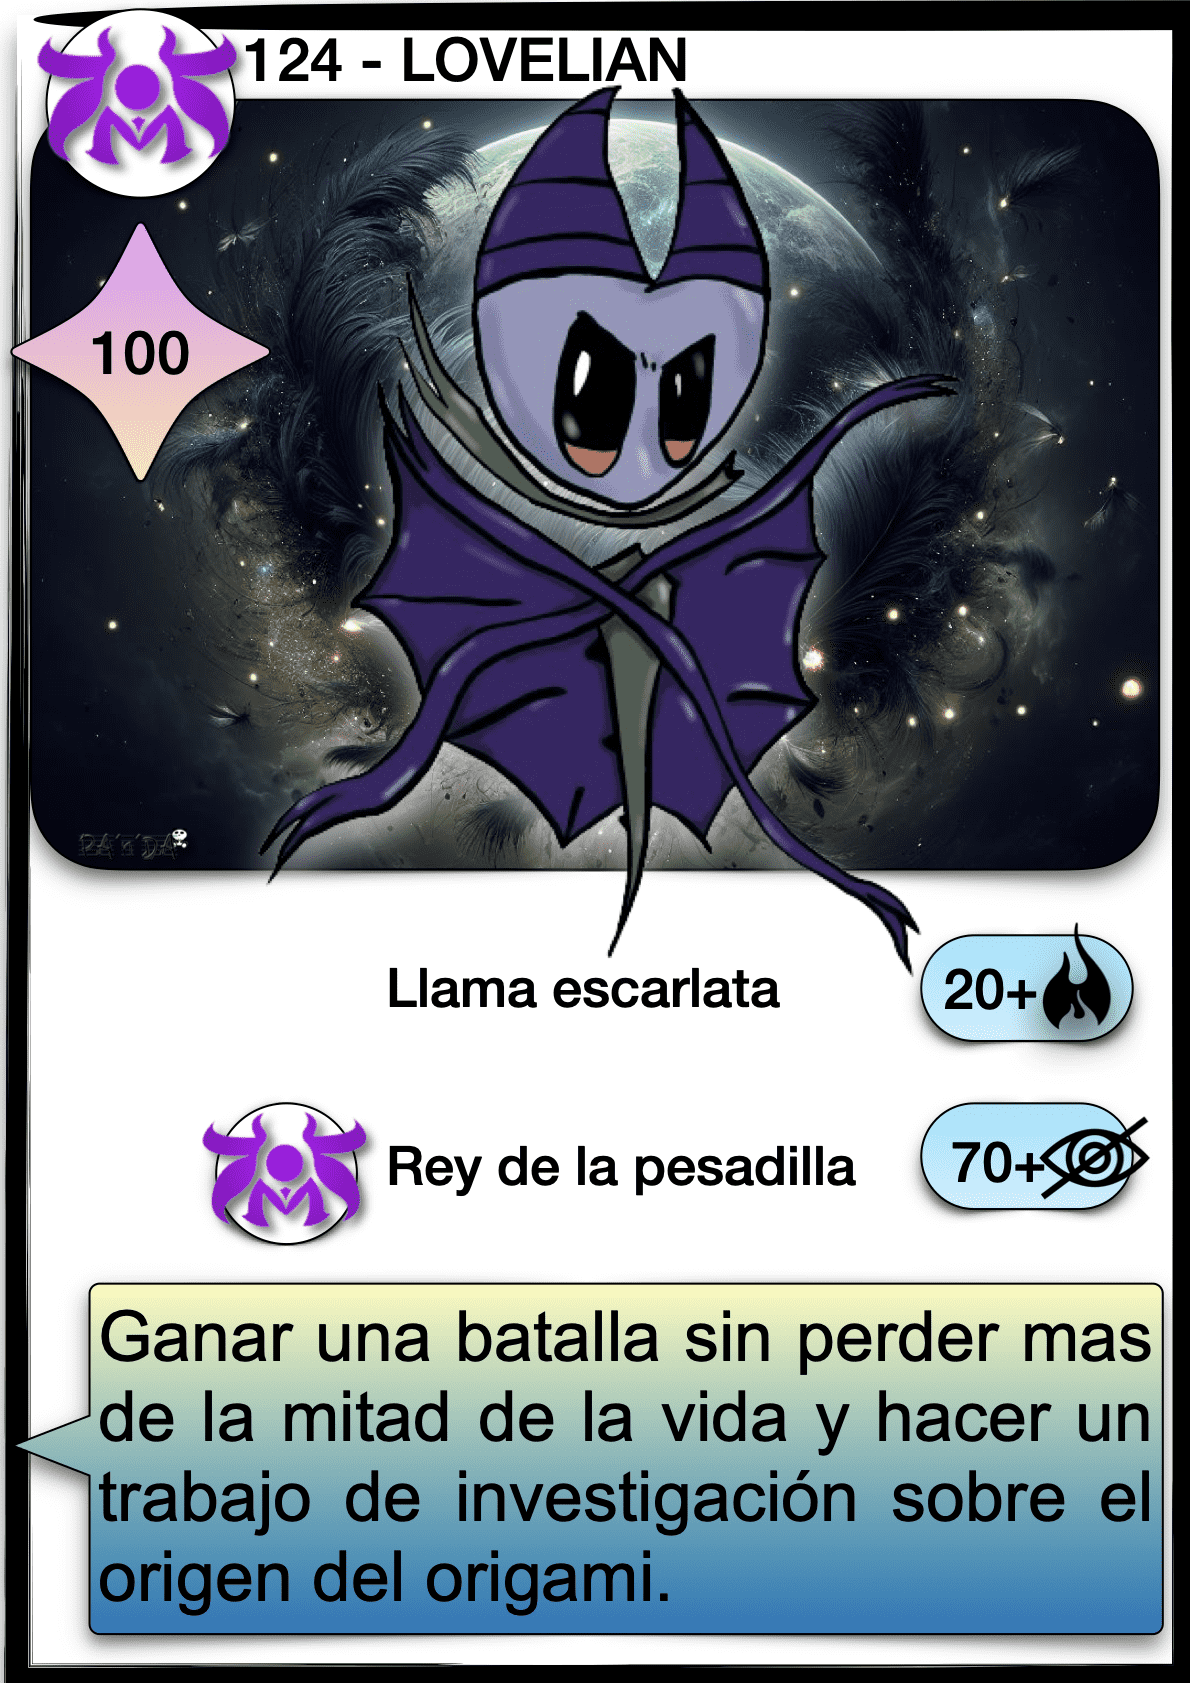 124 - LOVELIAN
100
Llama escarlata
20+
Rey de la pesadilla
70+
Ganar una batalla sin perder mas
de la mitad de la vida y hacer un
trabajo de investigación sobre el
origen del origami.